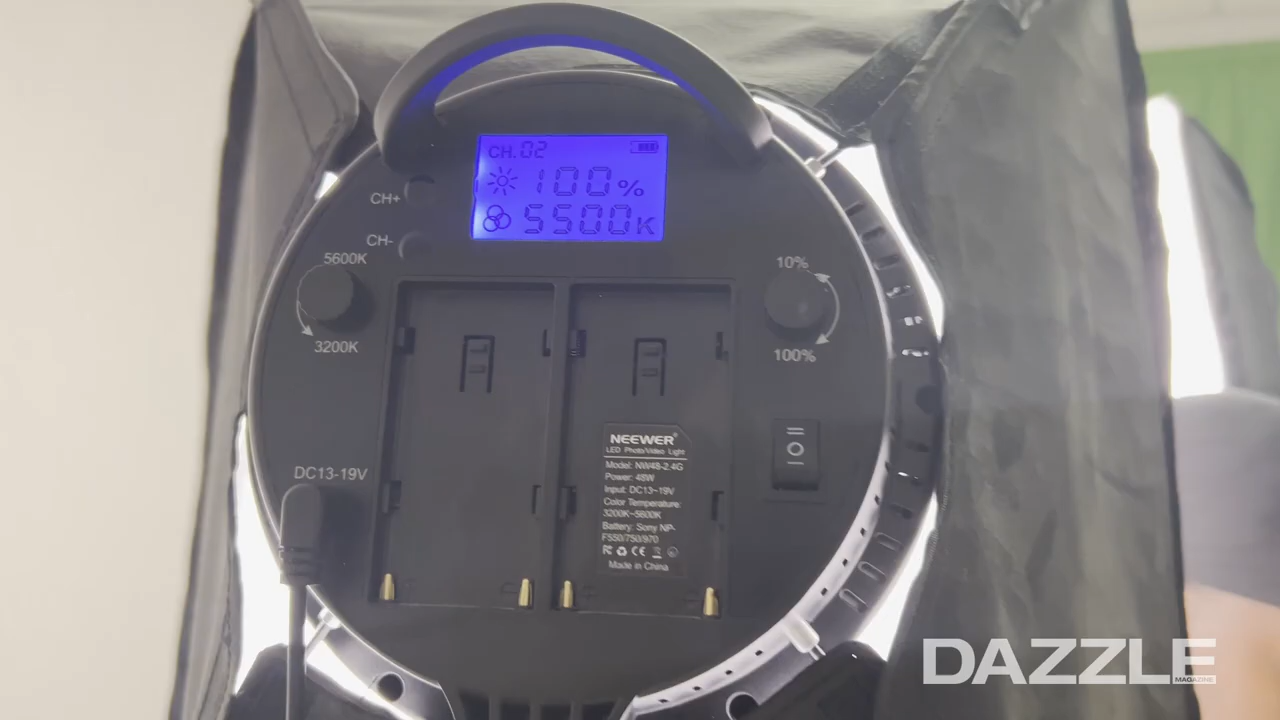 CH.02
100%
5500K
CH+
CH-
5600K
3200K
10%
100%
DC13-19V
NEEWER®
LED Photo/Video Light
Model: NW48-2.4G
Power: 48W
Input: DC13~19V
Color Temperature:
3200K~5600K
Battery: Sony NP-
F550/750/970
CE
Made in China
DAZZLE
MAGAZINE